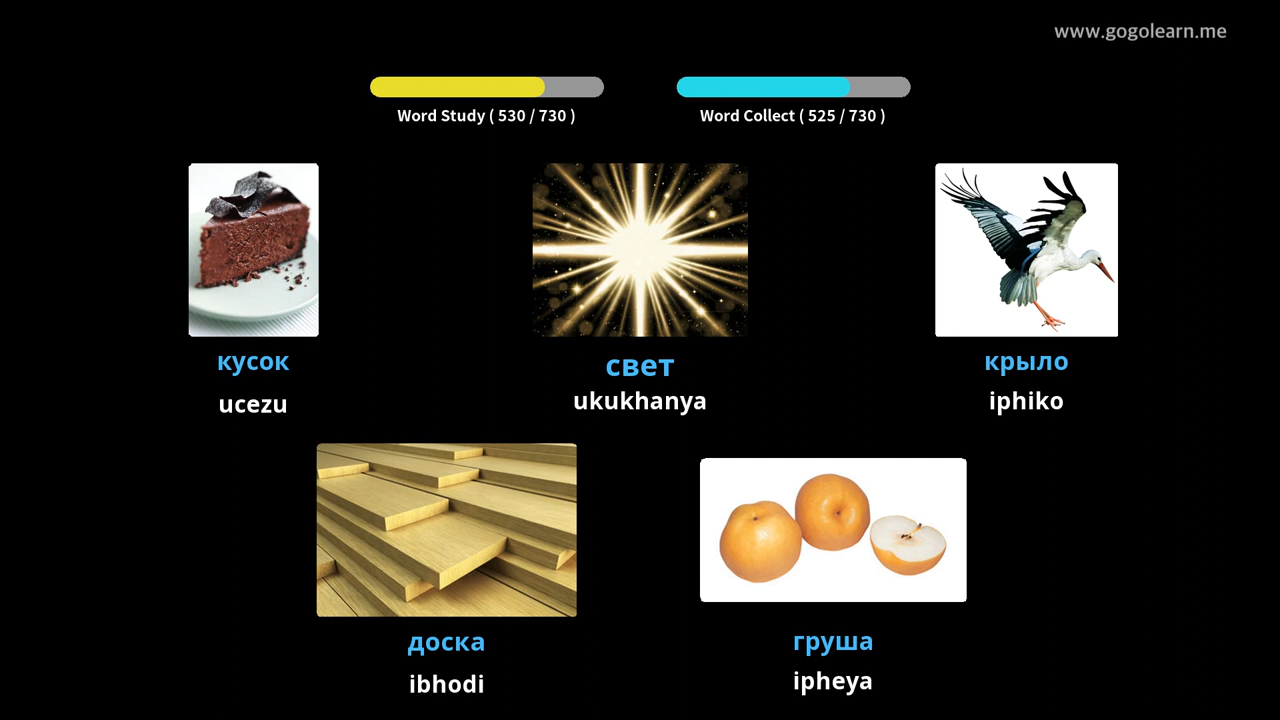 www.gogolearn.me
Word Study ( 530 / 730 )
Word Collect ( 525 / 730 )
кусок
ucezu
свет
ukukhanya
крыло
iphiko
доска
ibhodi
груша
ipheya